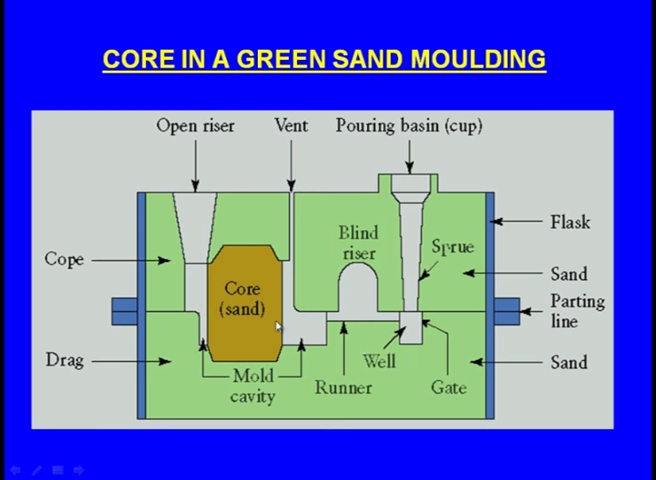 CORE IN A GREEN SAND MOULDING
Open riser
Vent
Pouring basin (cup)
Flask
Blind
riser
Sprue
Cope
Sand
Core
(sand)
Parting
line
Drag
Mold
cavity
Well
Sand
Runner
Gate